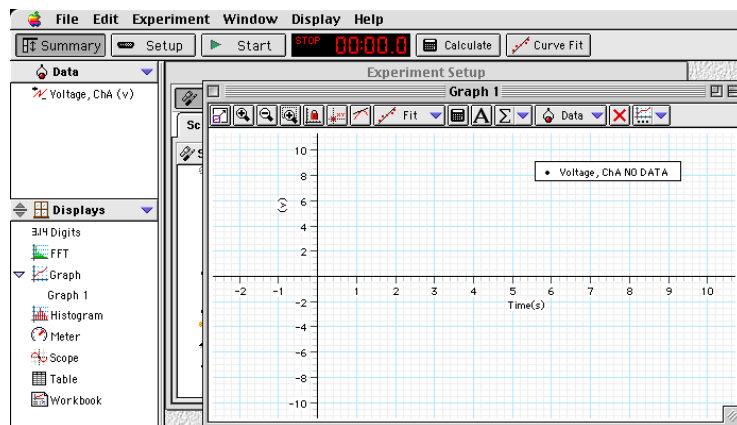 File Edit Experiment Window Display Help
Summary Setup Start STOP 00:00.0 Calculate Curve Fit
Data
Voltage, ChA (v)
Displays
3.14 Digits
FFT
Graph
Graph 1
Histogram
Meter
Scope
Table
Workbook
Experiment Setup
Graph 1
Fit A Σ Data
Voltage, ChA NO DATA
(v)
10
8
6
4
2
-2
-4
-6
-8
-10
-2 -1 1 2 3 4 5 6 7 8 9 10
Time(s)